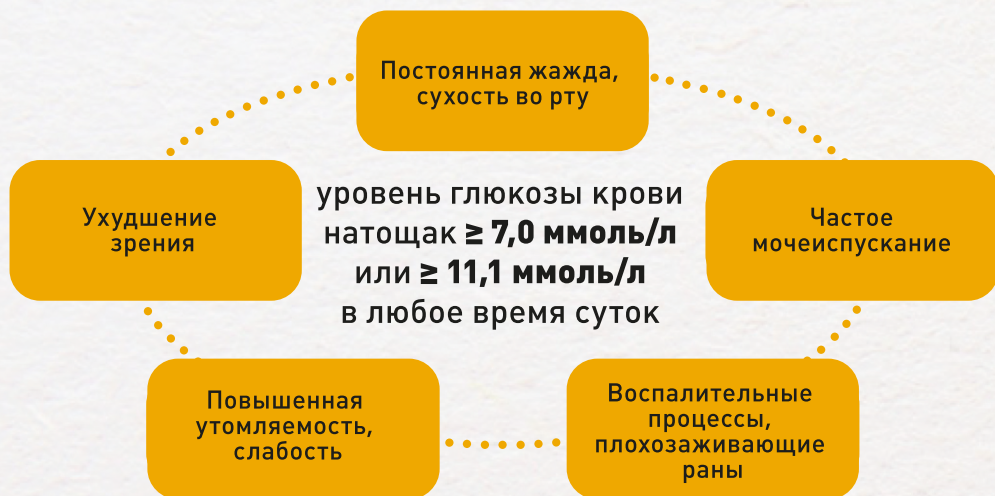 Постоянная жажда,
сухость во рту
Ухудшение
зрения
уровень глюкозы крови
натощак ≥ 7,0 ммоль/л
или ≥ 11,1 ммоль/л
в любое время суток
Частое
мочеиспускание
Повышенная
утомляемость,
слабость
Воспалительные
процессы,
плохозаживающие
раны